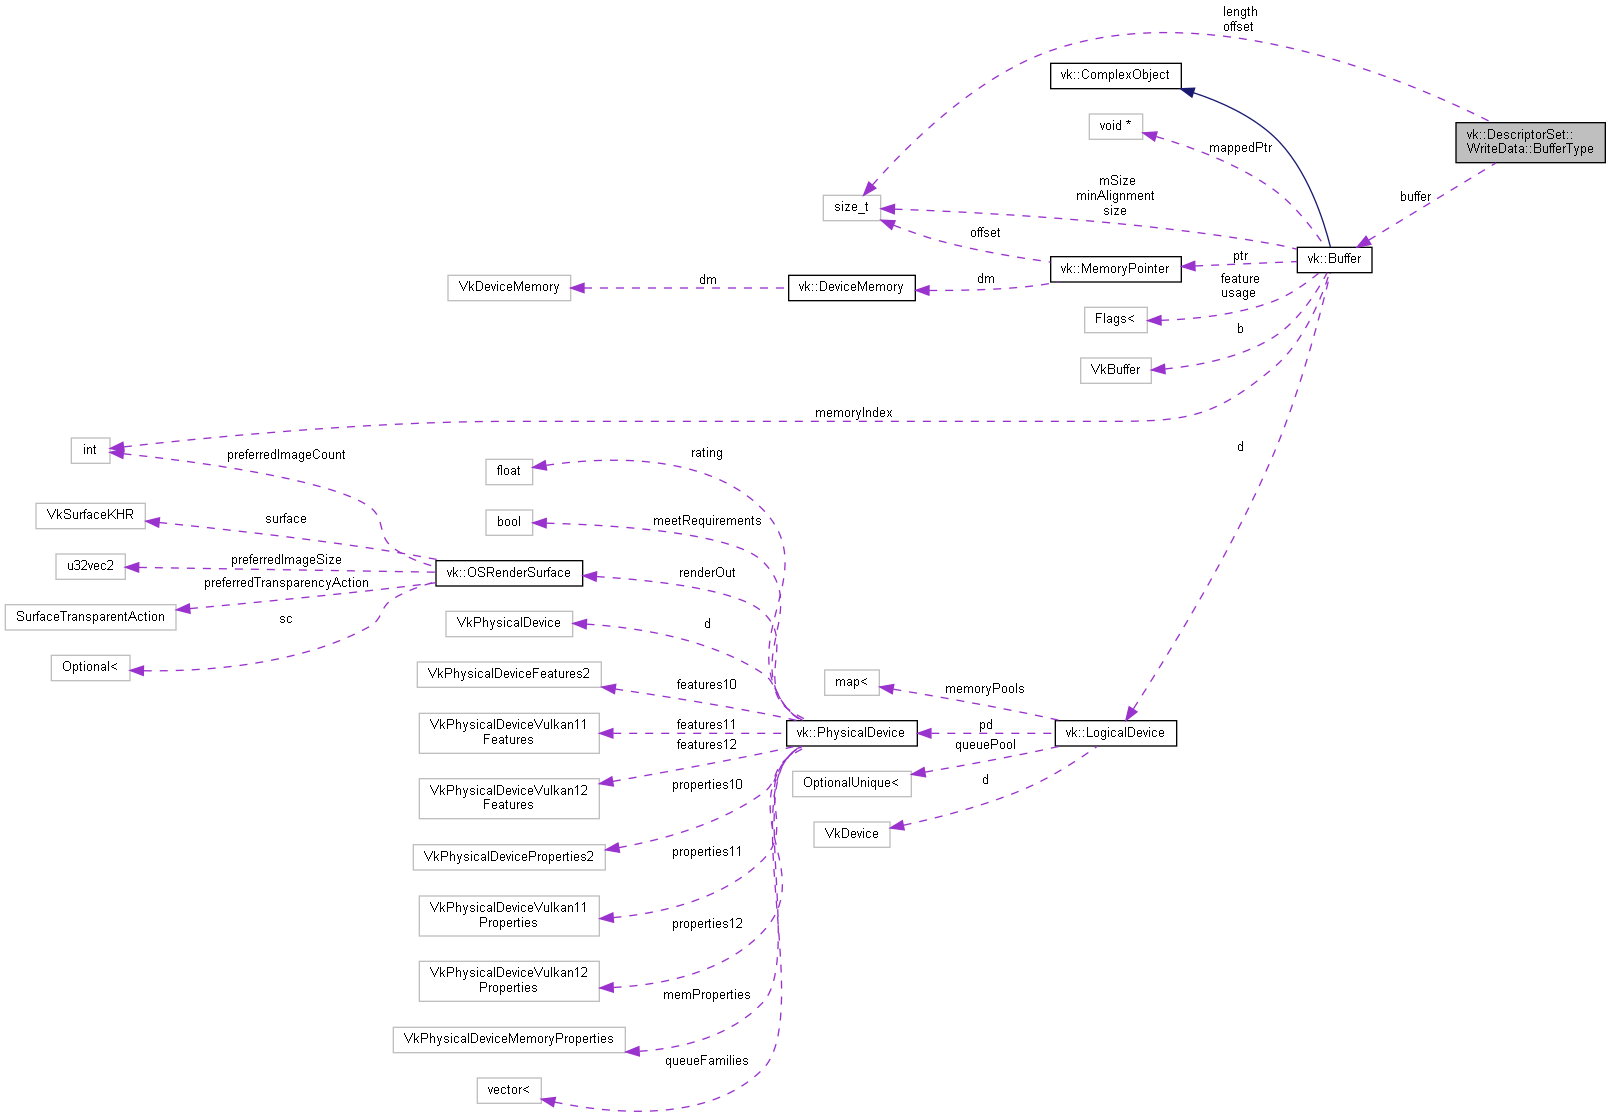 length
offset
vk::ComplexObject
void *
vk::DescriptorSet::
WriteData::BufferType
mappedPtr
mSize
minAlignment
size
buffer
size_t
offset
vk::Buffer
ptr
vk::MemoryPointer
feature
usage
VkDeviceMemory
dm
vk::DeviceMemory
dm
Flags<
b
VkBuffer
memoryIndex
int
preferredImageCount
d
rating
float
VkSurfaceKHR
surface
bool
meetRequirements
u32vec2
preferredImageSize
vk::OSRenderSurface
renderOut
preferredTransparencyAction
SurfaceTransparentAction
sc
VkPhysicalDevice
d
Optional<
VkPhysicalDeviceFeatures2
features10
map<
memoryPools
VkPhysicalDeviceVulkan11
Features
features11
vk::PhysicalDevice
pd
vk::LogicalDevice
features12
queuePool
VkPhysicalDeviceVulkan12
Features
properties10
OptionalUnique<
d
VkDevice
VkPhysicalDeviceProperties2
properties11
VkPhysicalDeviceVulkan11
Properties
properties12
VkPhysicalDeviceVulkan12
Properties
memProperties
VkPhysicalDeviceMemoryProperties
queueFamilies
vector<